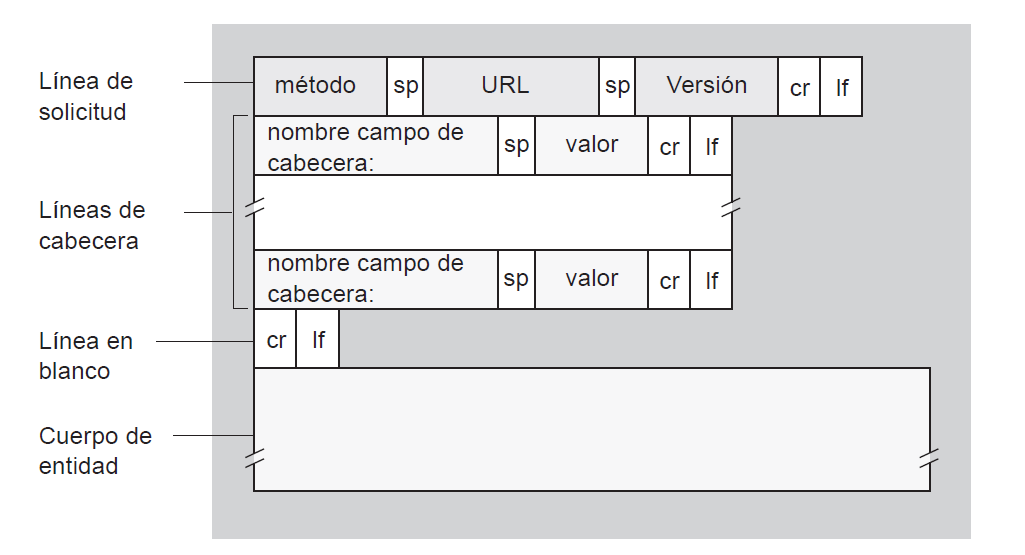 Línea de
solicitud
método sp URL sp Versión cr lf
nombre campo de
cabecera:
sp valor cr lf
Líneas de
cabecera
nombre campo de
cabecera:
sp valor cr lf
Línea en
blanco
cr lf
Cuerpo de
entidad